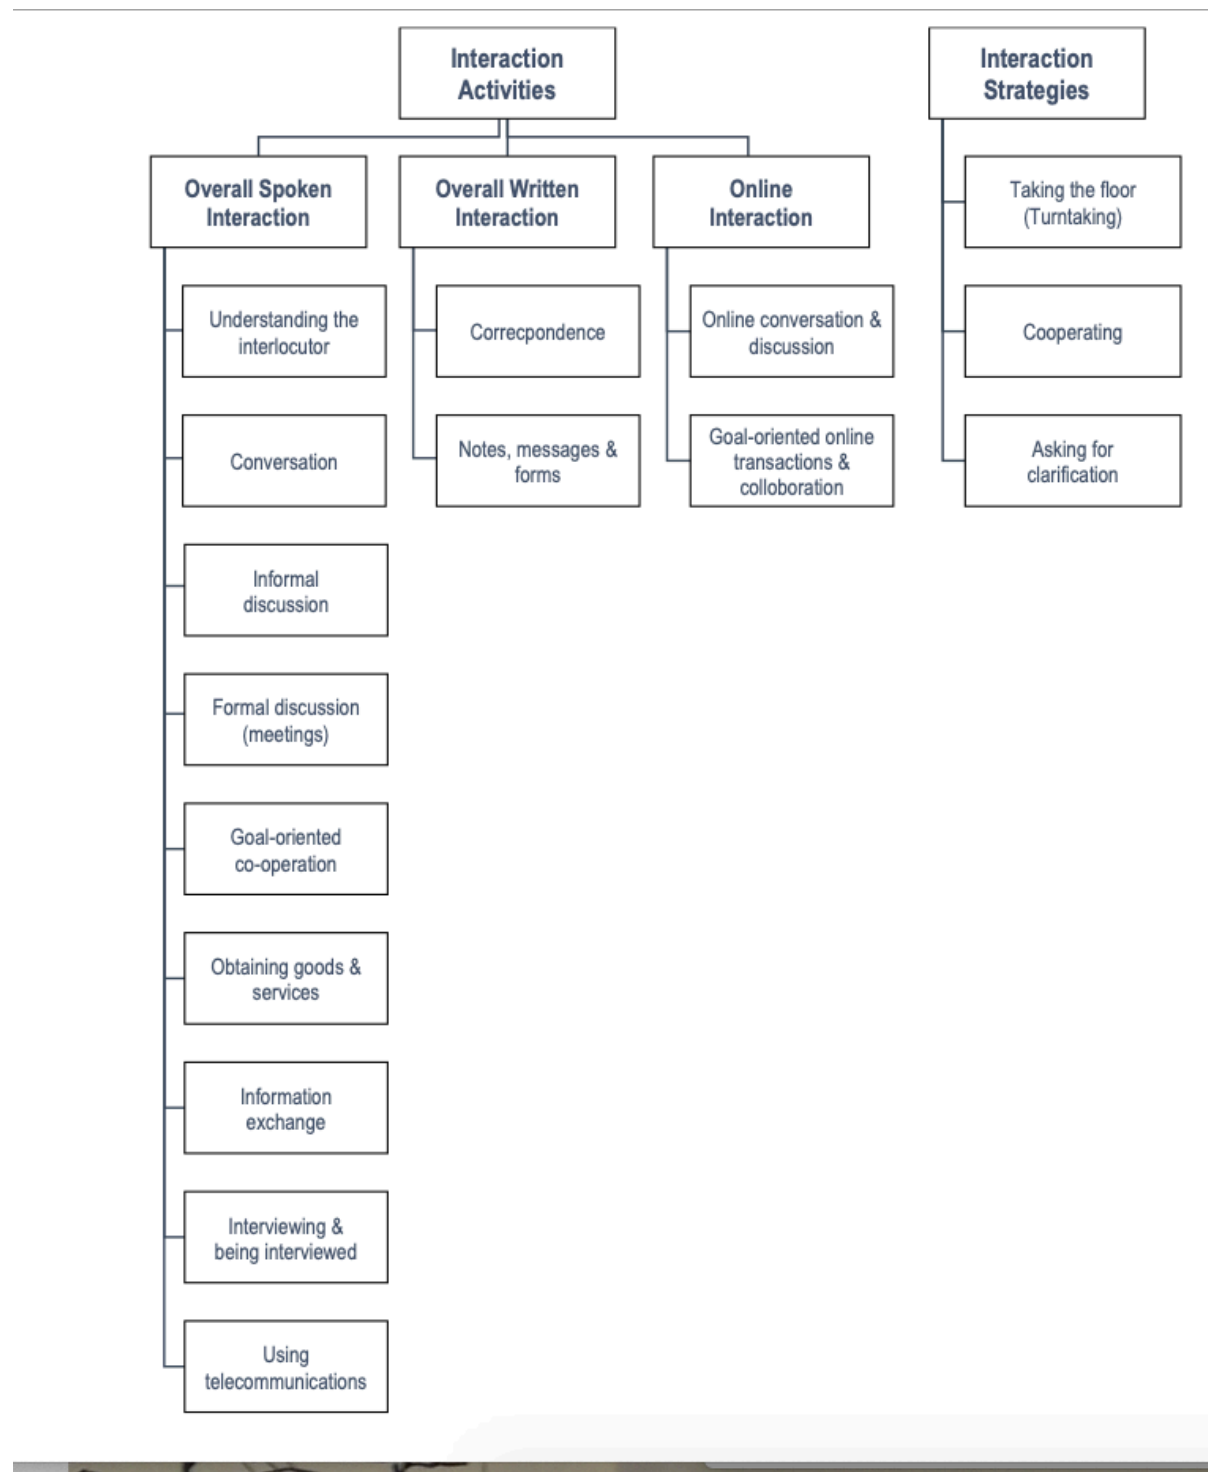 Interaction
Activities
Interaction
Strategies
Overall Spoken
Interaction
Overall Written
Interaction
Online
Interaction
Taking the floor
(Turntaking)
Understanding the
interlocutor
Correcpondence
Online conversation &
discussion
Cooperating
Conversation
Notes, messages &
forms
Goal-oriented online
transactions &
colloboration
Asking for
clarification
Informal
discussion
Formal discussion
(meetings)
Goal-oriented
co-operation
Obtaining goods &
services
Information
exchange
Interviewing &
being interviewed
Using
telecommunications